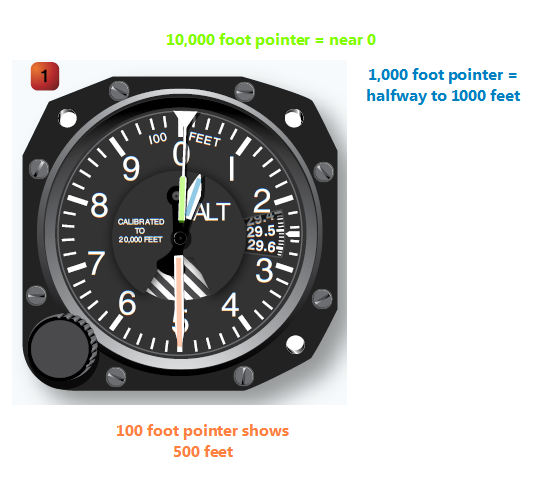 10,000 foot pointer = near 0
1
1,000 foot pointer =
halfway to 1000 feet
100 FEET
0
1
2
3
4
5
6
7
8
9
ALT
CALIBRATED
TO
20,000 FEET
29.4
29.5
29.6
100 foot pointer shows
500 feet